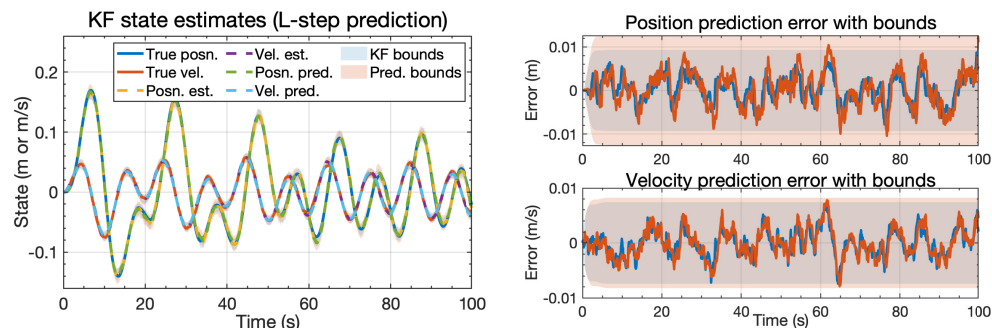 KF state estimates (L-step prediction)
State (m or m/s)
0.2
0.1
0
-0.1
True posn.
True vel.
Posn. est.
Vel. est.
Posn. pred.
Vel. pred.
KF bounds
Pred. bounds
0 20 40 60 80 100
Time (s)
Position prediction error with bounds
Error (m)
0.01
0
-0.01
0 20 40 60 80 100
Velocity prediction error with bounds
Error (m/s)
0.01
0
-0.01
0 20 40 60 80 100
Time (s)